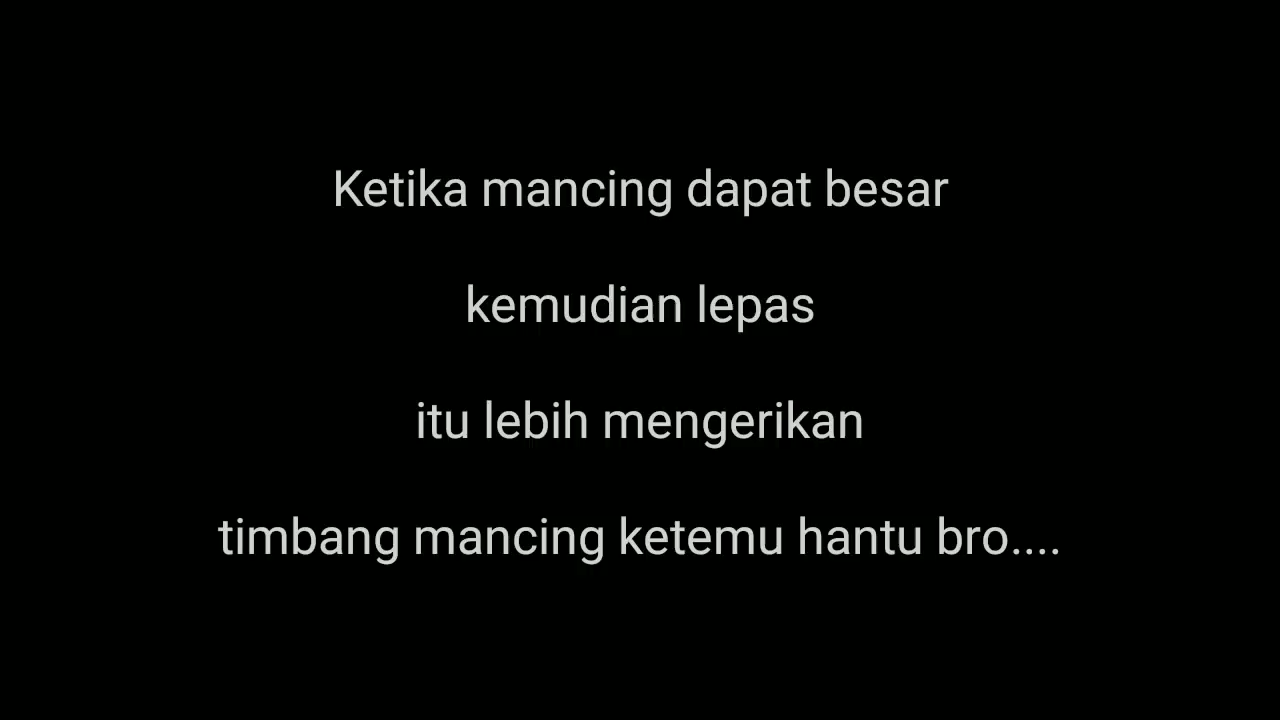 Ketika mancing dapat besar
kemudian lepas
itu lebih mengerikan
timbang mancing ketemu hantu bro....